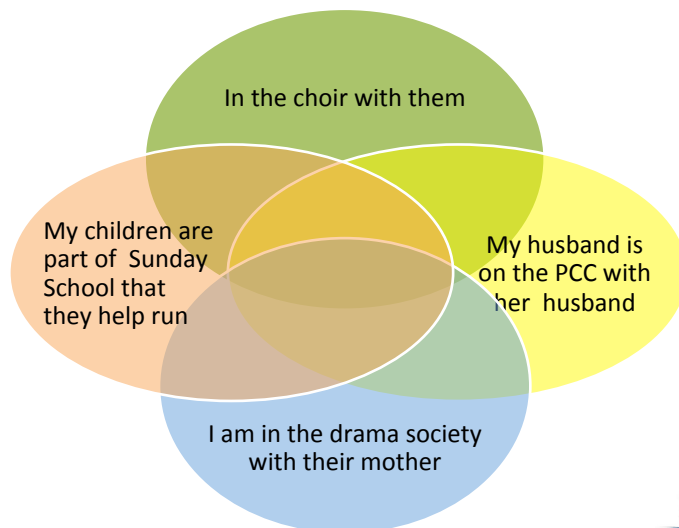 In the choir with them
My children are
part of  Sunday
School that
they help run
My husband is
on the PCC with
her  husband
I am in the drama society
with their mother